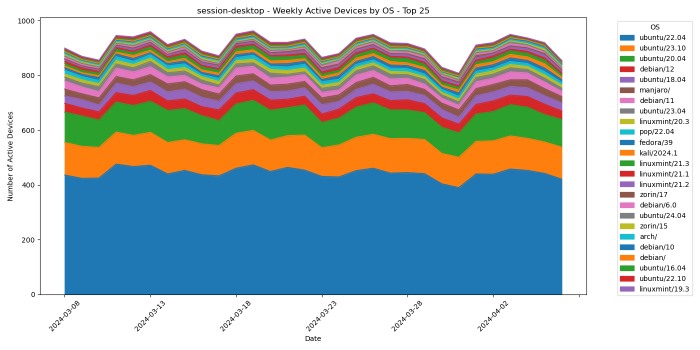 session-desktop - Weekly Active Devices by OS - Top 25
Number of Active Devices
1000
800
600
400
200
0
2024-03-08
2024-03-13
2024-03-18
2024-03-23
2024-03-28
2024-04-02
Date
OS
ubuntu/22.04
ubuntu/23.10
ubuntu/20.04
debian/12
ubuntu/18.04
manjaro/
debian/11
ubuntu/23.04
linuxmint/20.3
pop/22.04
fedora/39
kali/2024.1
linuxmint/21.3
linuxmint/21.1
linuxmint/21.2
zorin/17
debian/6.0
ubuntu/24.04
zorin/15
arch/
debian/10
debian/
ubuntu/16.04
ubuntu/22.10
linuxmint/19.3